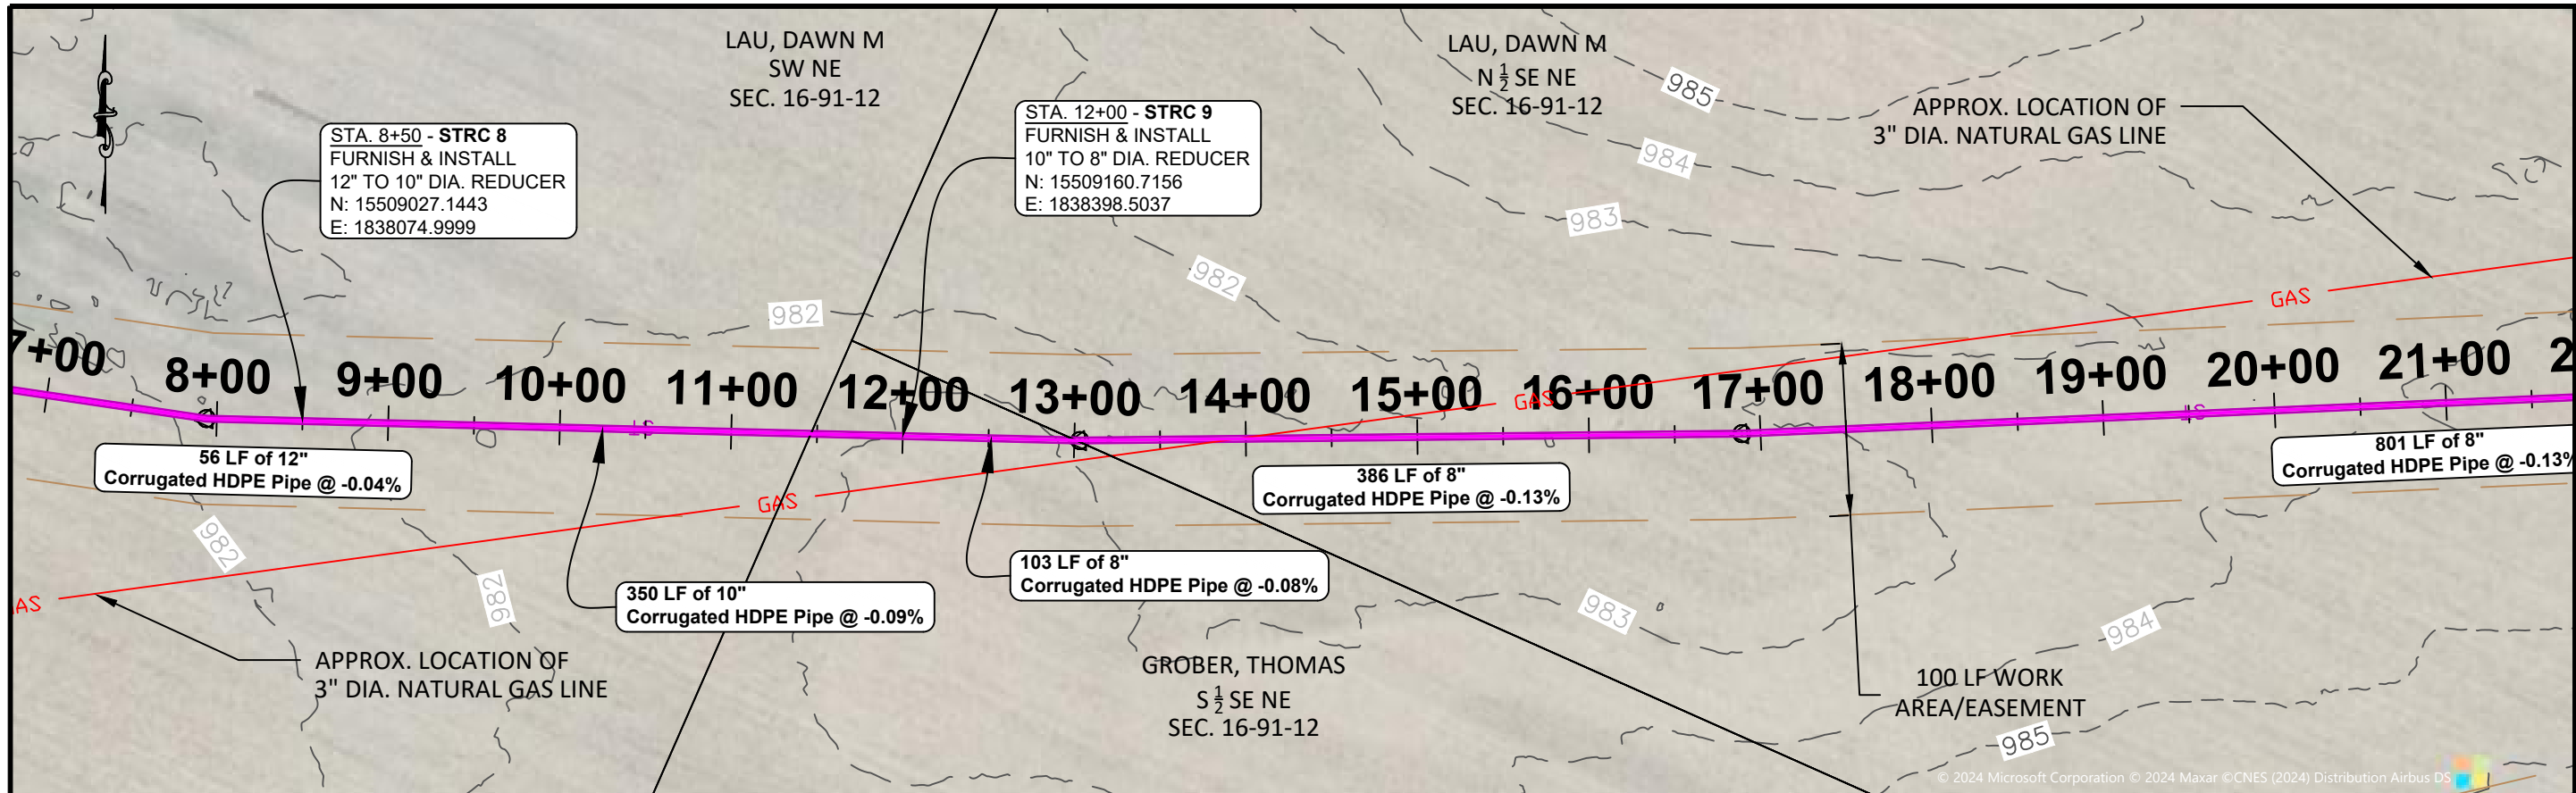 LAU, DAWN M
SW NE
SEC. 16-91-12
LAU, DAWN M
N ½ SE NE
SEC. 16-91-12
985
APPROX. LOCATION OF
3" DIA. NATURAL GAS LINE
STA. 8+50 - STRC 8
FURNISH & INSTALL
12" TO 10" DIA. REDUCER
N: 15509027.1443
E: 1838074.9999
STA. 12+00 - STRC 9
FURNISH & INSTALL
10" TO 8" DIA. REDUCER
N: 15509160.7156
E: 1838398.5037
984
983
982
982
GAS
7+00
8+00
9+00
10+00
11+00
12+00
13+00
14+00
15+00
16+00
17+00
18+00
19+00
20+00
21+00
2
GAS
56 LF of 12"
Corrugated HDPE Pipe @ -0.04%
386 LF of 8"
Corrugated HDPE Pipe @ -0.13%
801 LF of 8"
Corrugated HDPE Pipe @ -0.13%
GAS
982
982
350 LF of 10"
Corrugated HDPE Pipe @ -0.09%
103 LF of 8"
Corrugated HDPE Pipe @ -0.08%
AS
983
984
APPROX. LOCATION OF
3" DIA. NATURAL GAS LINE
GROBER, THOMAS
S ½ SE NE
SEC. 16-91-12
100 LF WORK
AREA/EASEMENT
985
© 2024 Microsoft Corporation © 2024 Maxar ©CNES (2024) Distribution Airbus DS